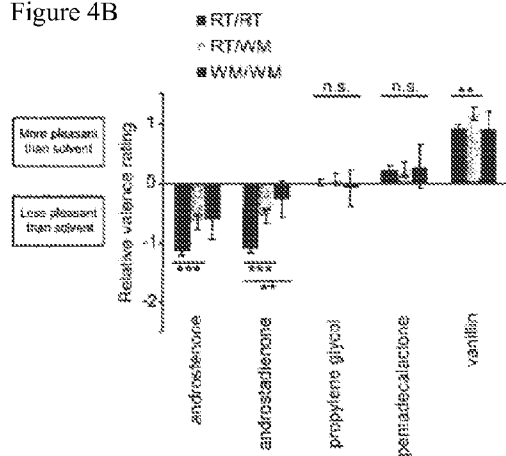 Figure 4B
RT/RT
RT/WM
WM/WM
n.s.
n.s.
**
More pleasant
than solvent
Less pleasant
than solvent
Relative valence rating
1
0
-1
-2
***
***
**
androstenone
androstadienone
propylene glycol
pentadecalactone
vanillin